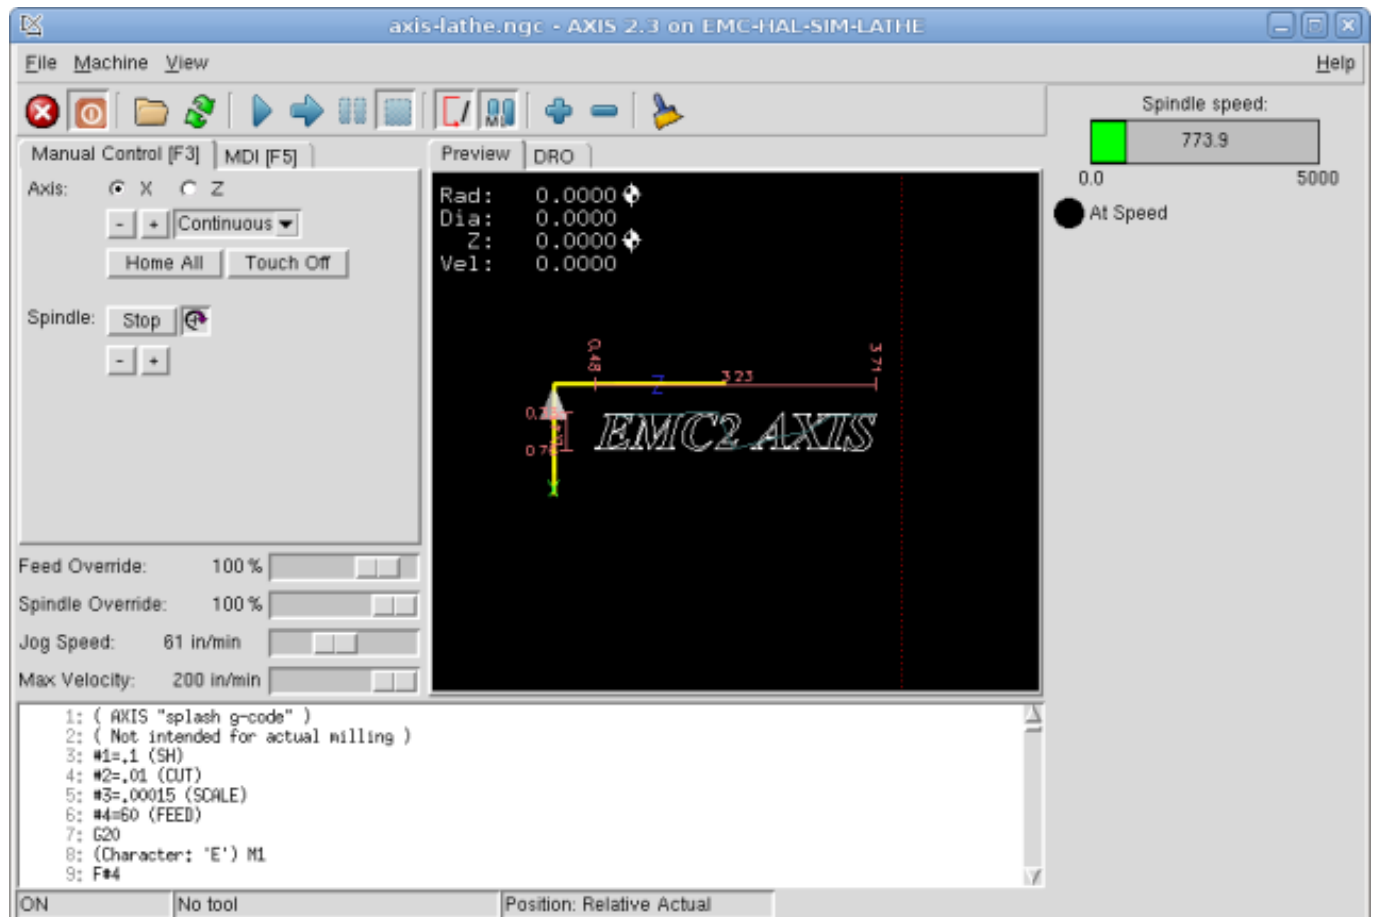 axis-lathe.ngc - AXIS 2.3 on EMC-HAL-SIM-LATHE
File Machine View Help
Manual Control [F3] MDI [F5]
Axis: X Z
- + Continuous
Home All Touch Off
Spindle: Stop
- +
Feed Override: 100 %
Spindle Override: 100 %
Jog Speed: 61 in/min
Max Velocity: 200 in/min
Preview DRO
Rad: 0.0000
Dia: 0.0000
Z: 0.0000
Vel: 0.0000
0.48
3.71
3.23
Z
EMC2 AXIS
X
Spindle speed:
773.9
0.0 5000
At Speed
1: ( AXIS "splash g-code" )
2: ( Not intended for actual milling )
3: #1=.1 (SH)
4: #2=.01 (CUT)
5: #3=.00015 (SCALE)
6: #4=60 (FEED)
7: G20
8: (Character: 'E') M1
9: F#4
ON No tool Position: Relative Actual